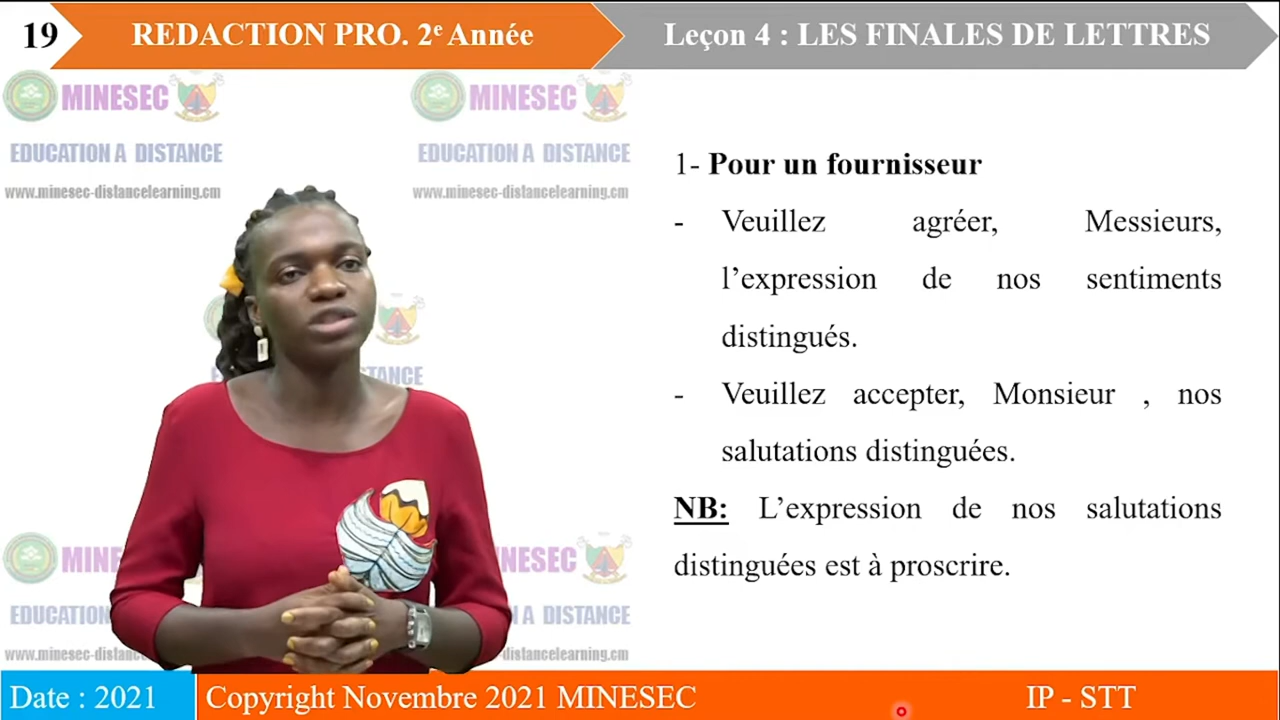 19
REDACTION PRO. 2e Année
Leçon 4 : LES FINALES DE LETTRES
MINESEC
MINESEC
EDUCATION A DISTANCE
EDUCATION A DISTANCE
www.minesec-distancelearning.cm
www.minesec-distancelearning.cm
1- Pour un fournisseur
- Veuillez agréer, Messieurs,
l’expression de nos sentiments
distingués.
- Veuillez accepter, Monsieur , nos
salutations distinguées.
NB: L’expression de nos salutations
distinguées est à proscrire.
Date : 2021
Copyright Novembre 2021 MINESEC
IP - STT